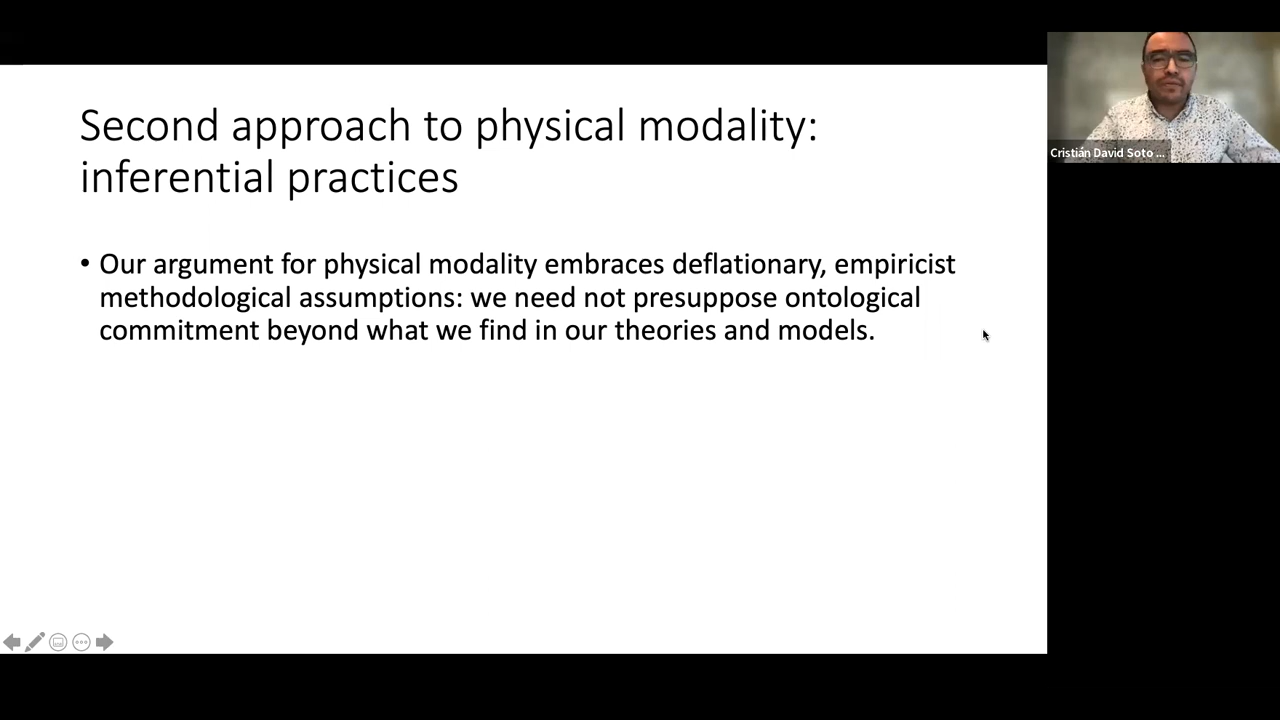 Second approach to physical modality:
inferential practices
• Our argument for physical modality embraces deflationary, empiricist
methodological assumptions: we need not presuppose ontological
commitment beyond what we find in our theories and models.
Cristián David Soto ...